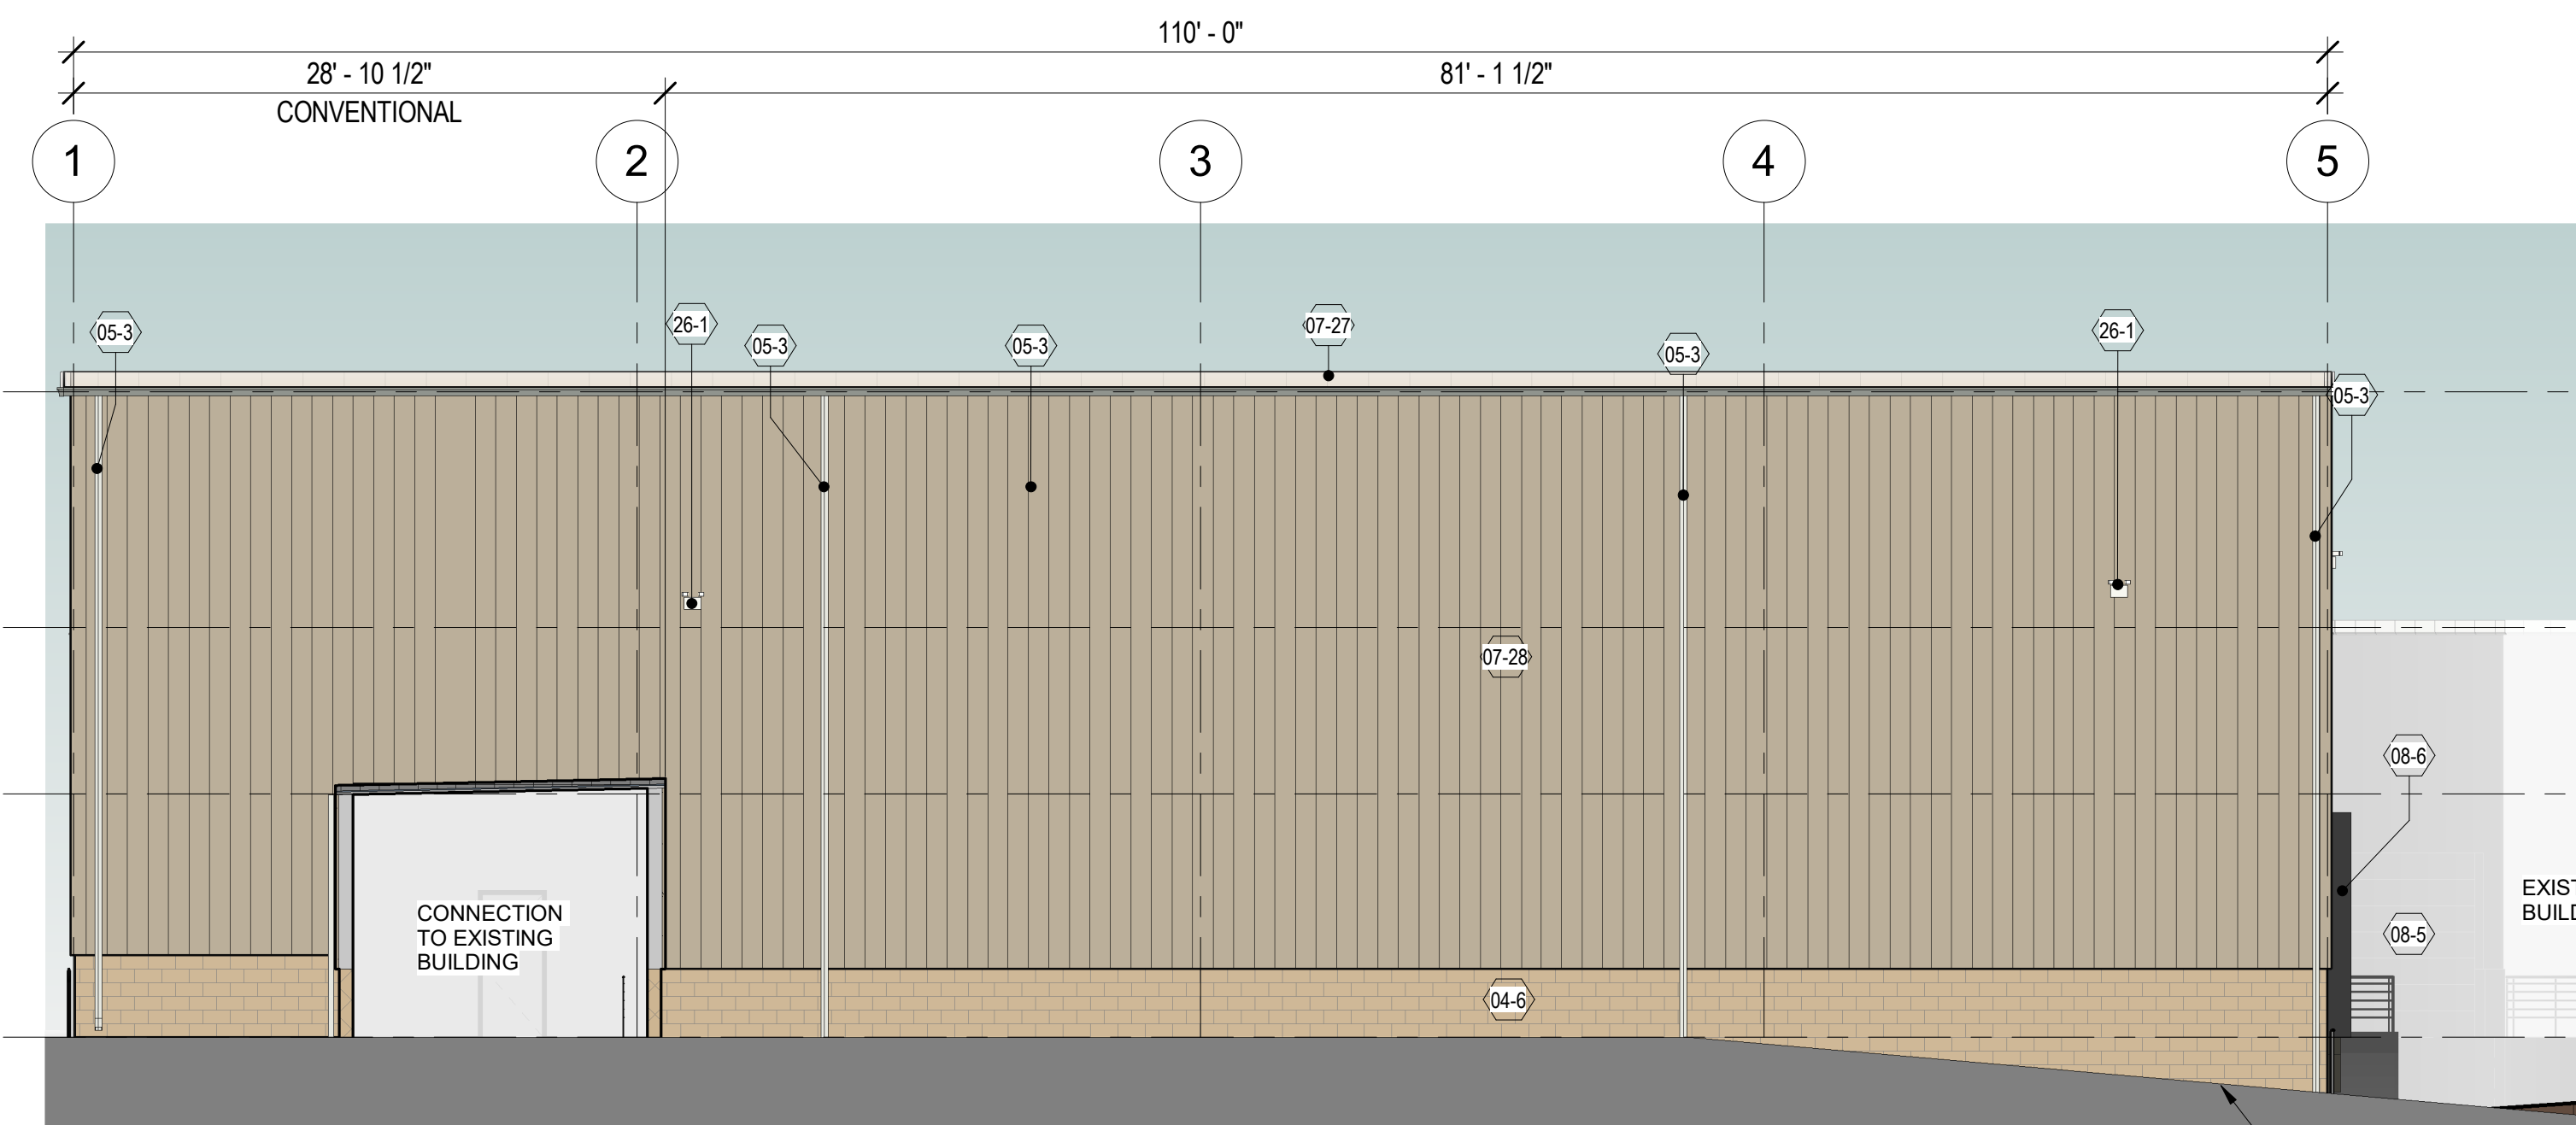 110' - 0"
28' - 10 1/2"
81' - 1 1/2"
CONVENTIONAL
1
2
3
4
5
05-3
26-1
05-3
05-3
07-27
05-3
26-1
05-3
07-28
08-6
CONNECTION
TO EXISTING
BUILDING
EXIST
BUILD
08-5
04-6